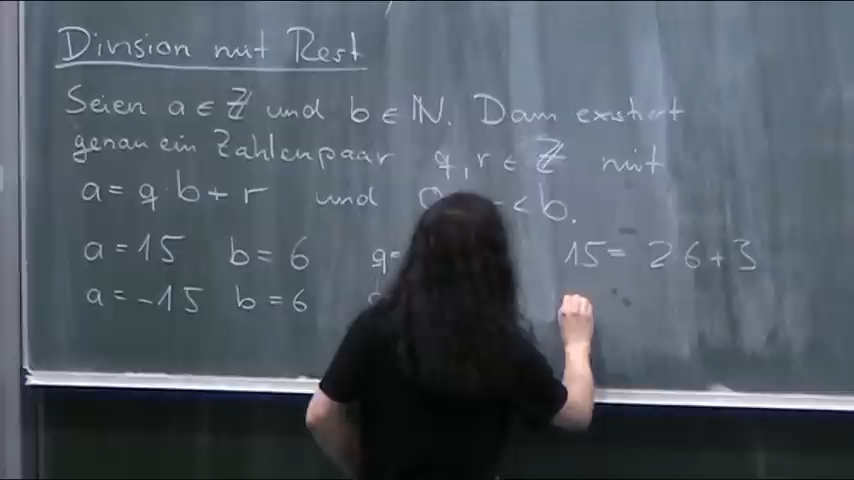 Division mit Rest
Seien a ∈ ℤ und b ∈ ℕ. Dann existiert
genau ein Zahlenpaar q, r ∈ ℤ mit
a = q·b + r und 0 < b.
a = 15 b = 6 q = 15 = 2 6 + 3
a = -15 b = 6